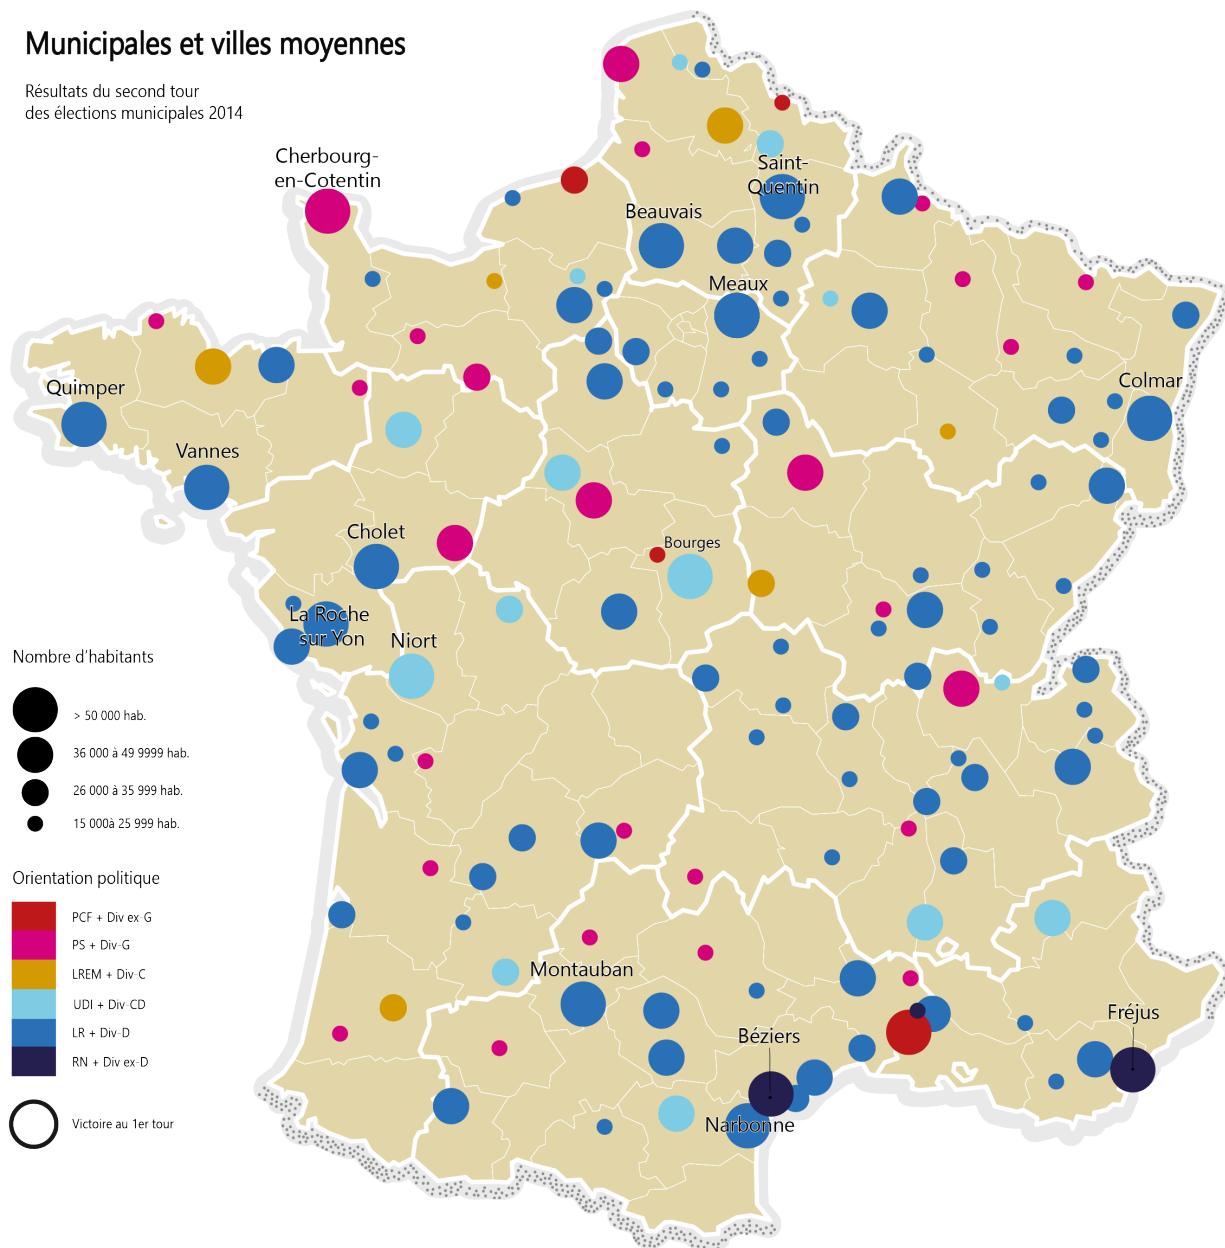 Municipales et villes moyennes
Résultats du second tour
des élections municipales 2014
Cherbourg-
en-Cotentin
Saint-
Quentin
Beauvais
Meaux
Quimper
Colmar
Vannes
Cholet
Bourges
La Roche
sur Yon
Niort
Nombre d'habitants
> 50 000 hab.
36 000 à 49 9999 hab.
26 000 à 35 999 hab.
15 000à 25 999 hab.
Orientation politique
PCF + Div ex-G
PS + Div-G
LREM + Div-C
UDI + Div-CD
LR + Div-D
RN + Div ex-D
Victoire au 1er tour
Montauban
Béziers
Fréjus
Narbonne